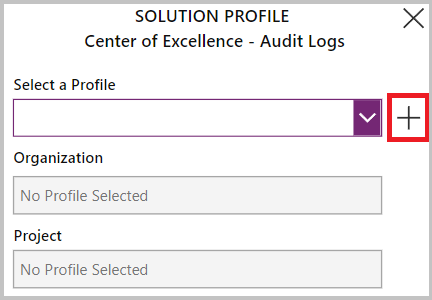 SOLUTION PROFILE
Center of Excellence - Audit Logs
Select a Profile
Organization
No Profile Selected
Project
No Profile Selected